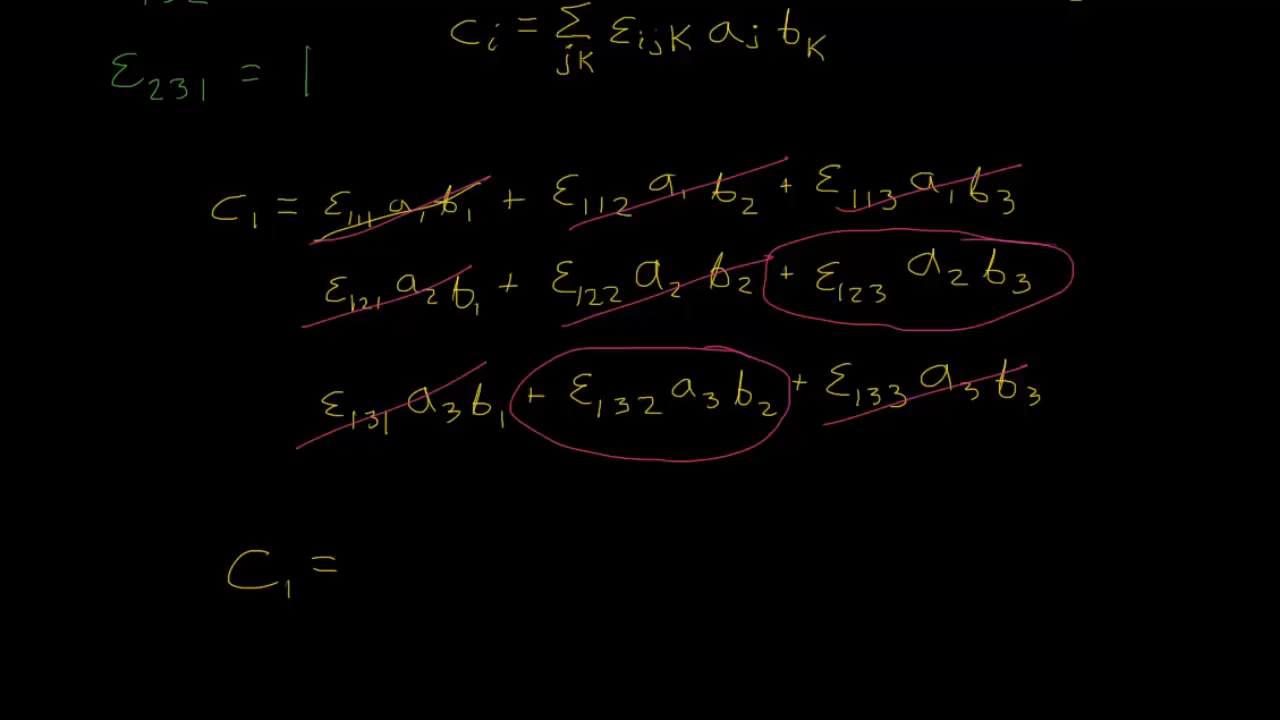 cᵢ = Σ εᵢⱼₖ aⱼ bₖ
jk
ε₂₃₁ = 1
c₁ = ε₁₁₁ a₁ b₁ + ε₁₁₂ a₁ b₂ + ε₁₁₃ a₁ b₃
ε₁₂₁ a₂ b₁ + ε₁₂₂ a₂ b₂ + ε₁₂₃ a₂ b₃
ε₁₃₁ a₃ b₁ + ε₁₃₂ a₃ b₂ + ε₁₃₃ a₃ b₃
C₁ =